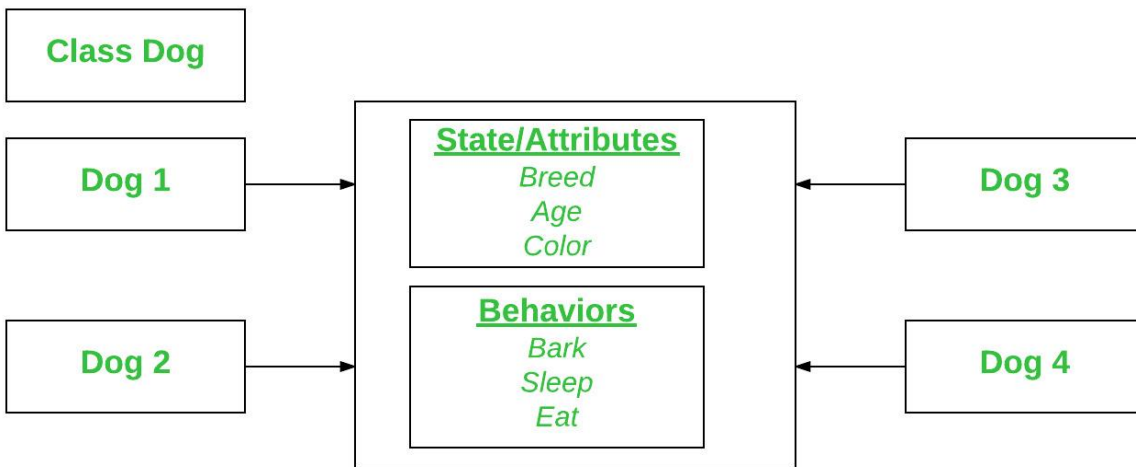 Class Dog
Dog 1
Dog 2
State/Attributes
Breed
Age
Color
Behaviors
Bark
Sleep
Eat
Dog 3
Dog 4